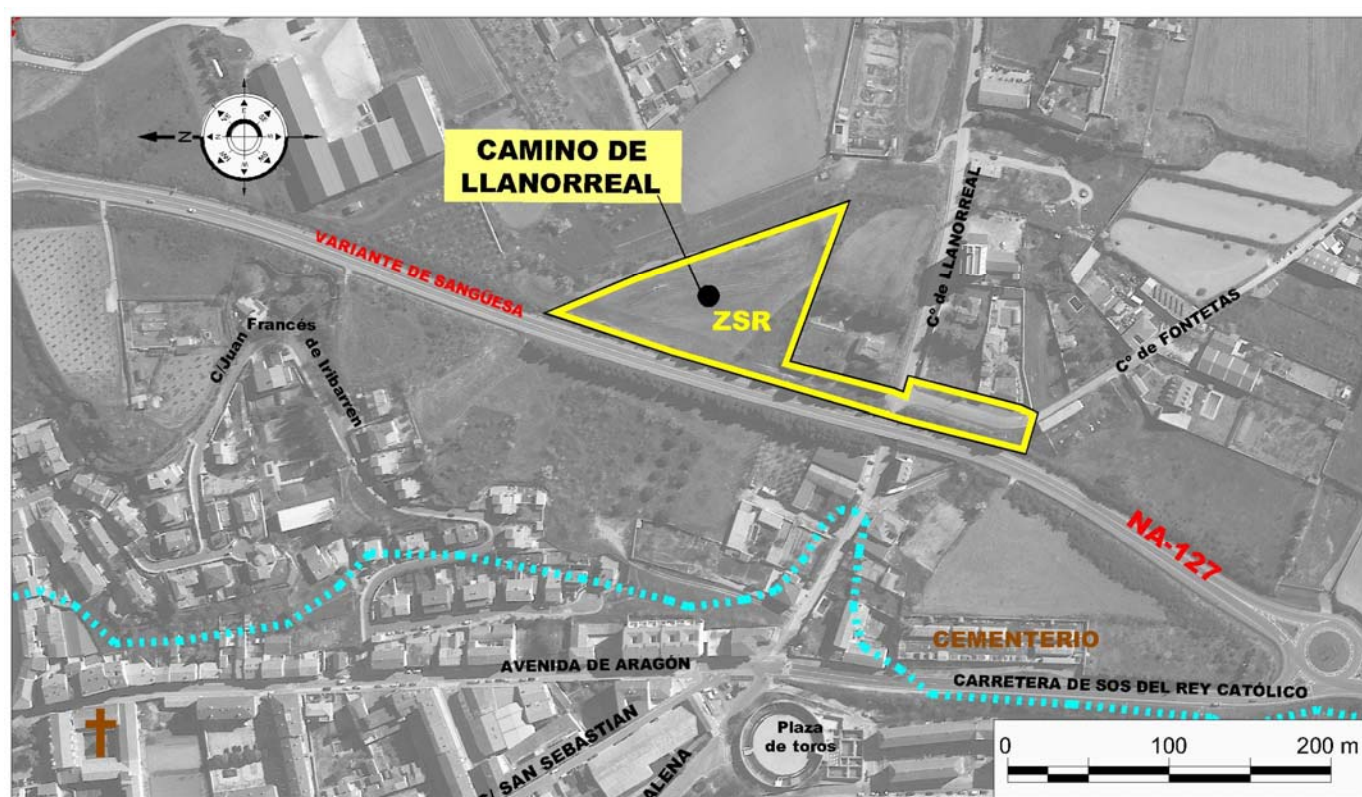 CAMINO DE
LLANORREAL
VARIANTE DE SANGÜESA
ZSR
Cº de LLANORREAL
Cº de FONTETAS
C/Juan
Francés
de Iribarren
NA-127
CEMENTERIO
AVENIDA DE ARAGÓN
CARRETERA DE SOS DEL REY CATÓLICO
C/ SAN SEBASTIAN
ALENA
Plaza
de toros
N
0 100 200 m